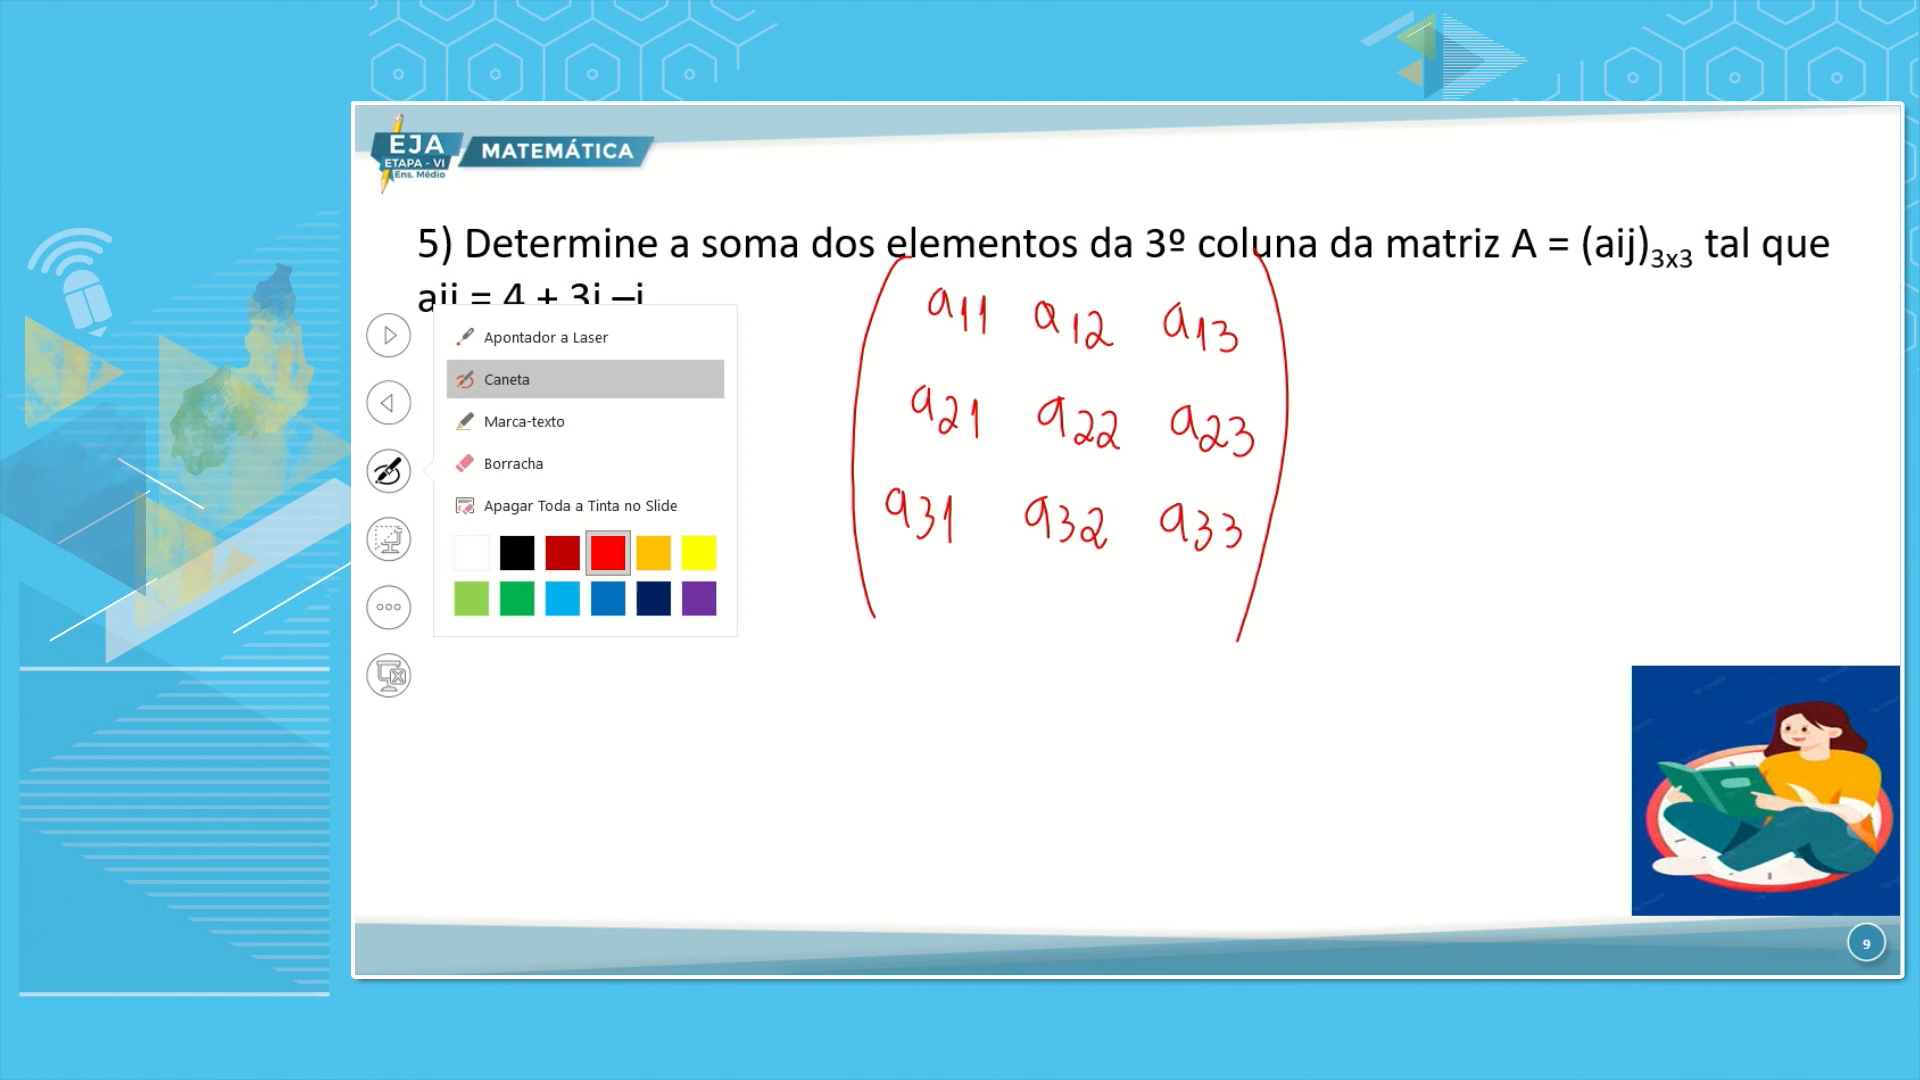 EJA
ETAPA - VI
Ens. Médio
MATEMÁTICA
5) Determine a soma dos elementos da 3º coluna da matriz A = (aij)3x3 tal que
= 4 + 3i –
a11 a12 a13
a21 a22 a23
a31 a32 a33
Apontador a Laser
Caneta
Marca-texto
Borracha
Apagar Toda a Tinta no Slide
9